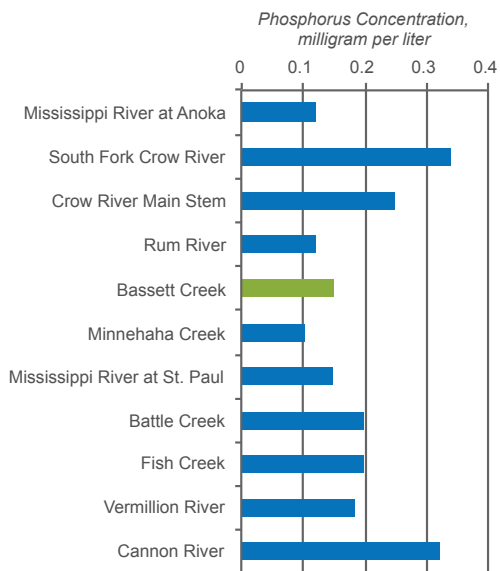 Phosphorus Concentration,
milligram per liter
0 0.1 0.2 0.3 0.4
Mississippi River at Anoka
South Fork Crow River
Crow River Main Stem
Rum River
Bassett Creek
Minnehaha Creek
Mississippi River at St. Paul
Battle Creek
Fish Creek
Vermillion River
Cannon River